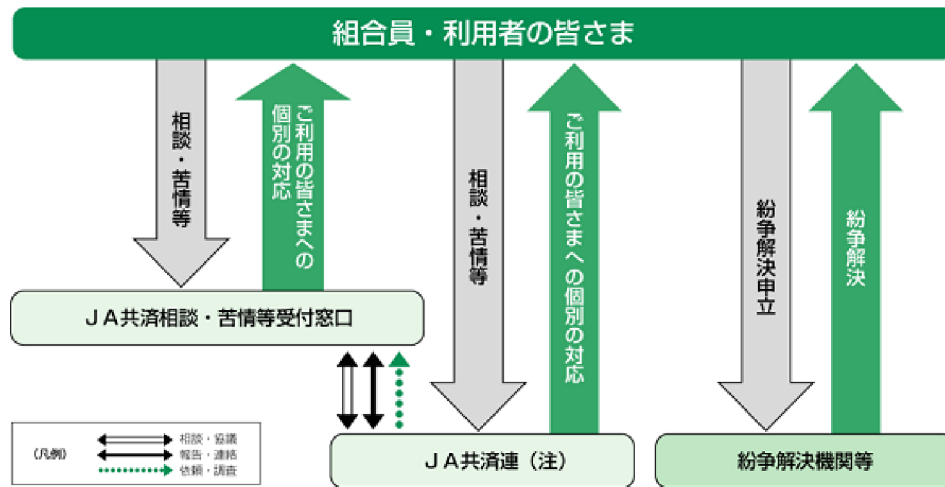 組合員・利用者の皆さま
相談・苦情等
ご利用の皆さまへの
個別の対応
相談・苦情等
ご利用の皆さまへの個別の対応
紛争解決申立
紛争解決
JA共済相談・苦情等受付窓口
(凡例)
相談・協議
報告・連絡
依頼・調査
JA共済連(注)
紛争解決機関等